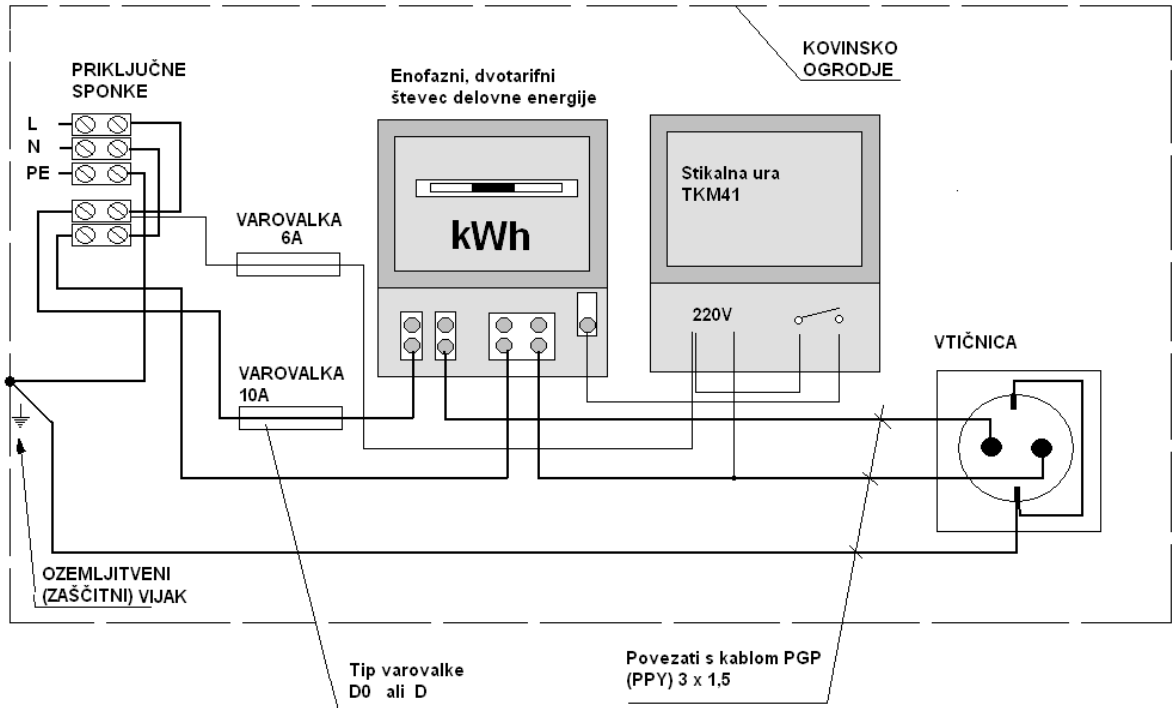 KOVINSKO
OGRODJE
PRIKLJUČNE
SPONKE
Enofazni, dvotarifni
števec delovne energije
L
N
PE
Stikalna ura
TKM41
VAROVALKA
6A
kWh
220V
VTIČNICA
VAROVALKA
10A
OZEMLJITVENI
(ZAŠČITNI) VIJAK
Tip varovalke
D0 ali D
Povezati s kablom PGP
(PPY) 3 x 1,5